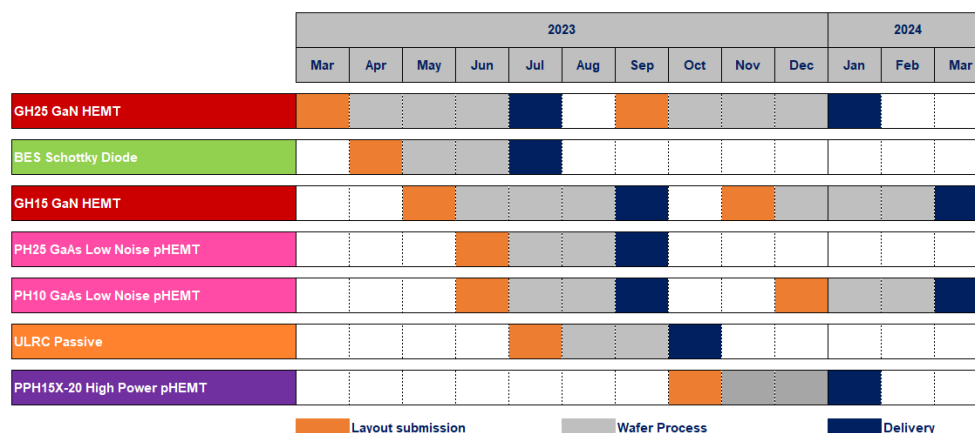 2023 2024
Mar Apr May Jun Jul Aug Sep Oct Nov Dec Jan Feb Mar
GH25 GaN HEMT
BES Schottky Diode
GH15 GaN HEMT
PH25 GaAs Low Noise pHEMT
PH10 GaAs Low Noise pHEMT
ULRC Passive
PPH15X-20 High Power pHEMT
Layout submission Wafer Process Delivery